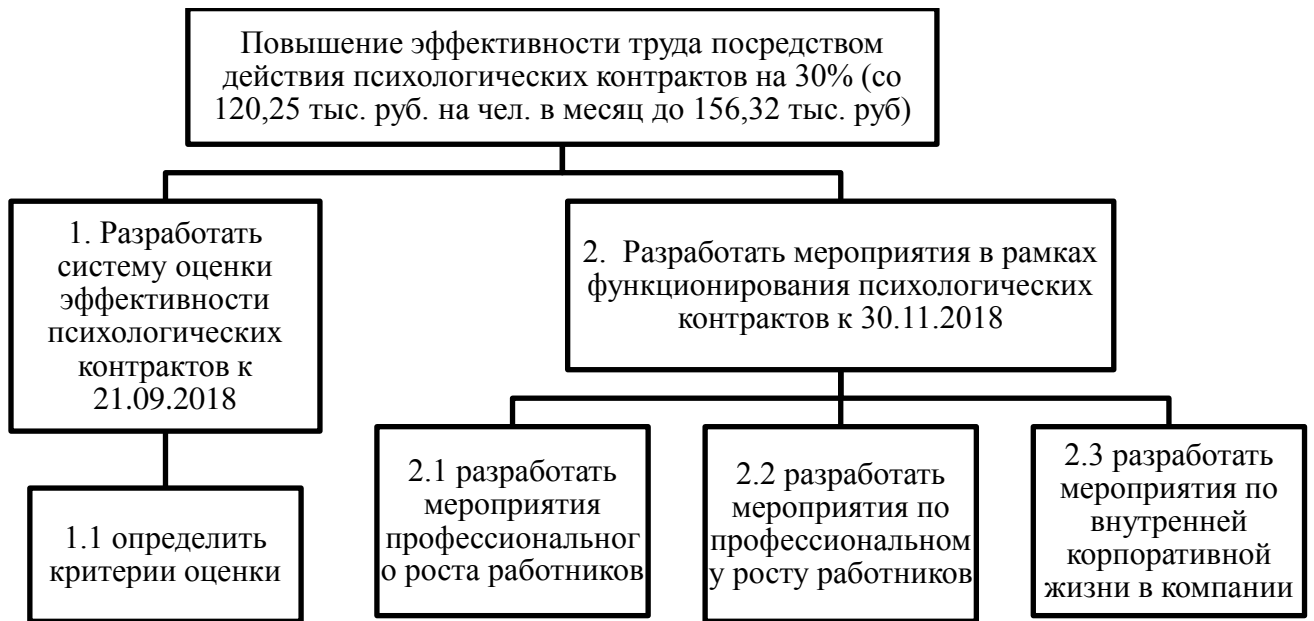 Повышение эффективности труда посредством
действия психологических контрактов на 30% (со
120,25 тыс. руб. на чел. в месяц до 156,32 тыс. руб)
1. Разработать
систему оценки
эффективности
психологических
контрактов к
21.09.2018
2. Разработать мероприятия в рамках
функционирования психологических
контрактов к 30.11.2018
1.1 определить
критерии оценки
2.1 разработать
мероприятия
профессиональног
о роста работников
2.2 разработать
мероприятия по
профессиональном
у росту работников
2.3 разработать
мероприятия по
внутренней
корпоративной
жизни в компании